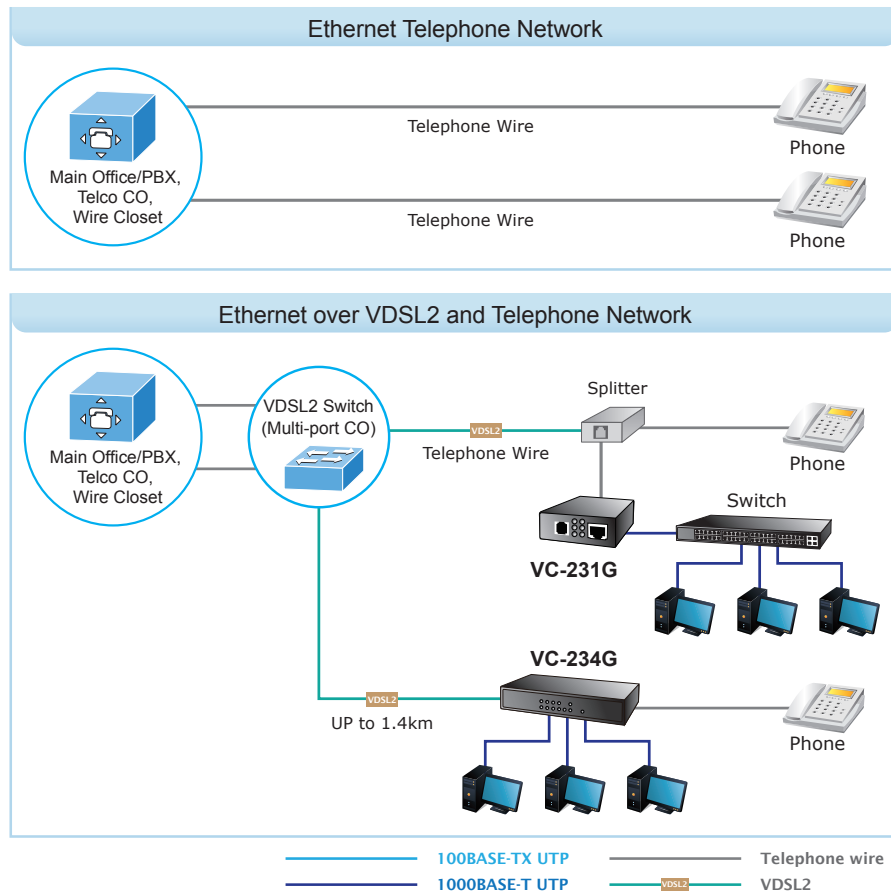 Ethernet Telephone Network
Telephone Wire
Phone
Main Office/PBX,
Telco CO,
Wire Closet
Telephone Wire
Phone
Ethernet over VDSL2 and Telephone Network
Splitter
VDSL2 Switch
(Multi-port CO)
VDSL2
Telephone Wire
Phone
Main Office/PBX,
Telco CO,
Wire Closet
Switch
VC-231G
VC-234G
VDSL2
UP to 1.4km
Phone
100BASE-TX UTP
Telephone wire
1000BASE-T UTP
VDSL2
VDSL2